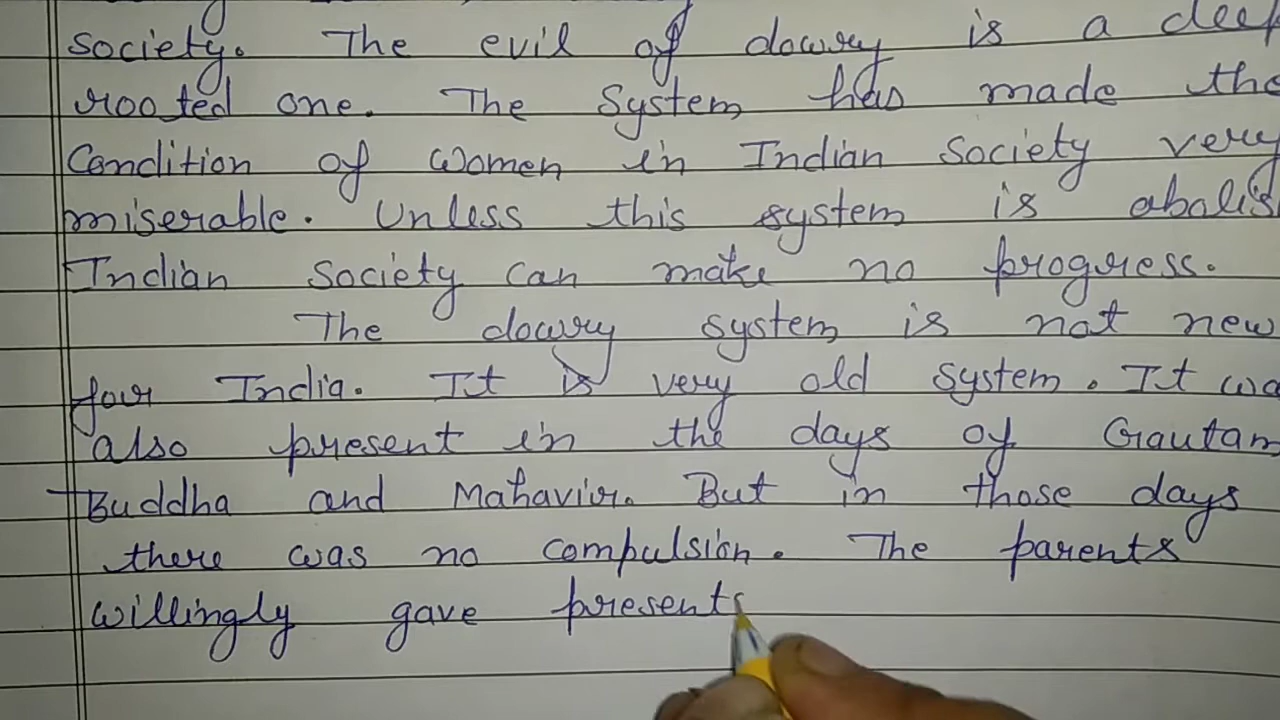 society. The evil of dowry is a deep
rooted one. The System has made the
Condition of women in Indian Society very
miserable. Unless this system is abolis
Indian Society can make no progress.
The dowry system is not new
for India. It is very old system. It wa
also present in the days of Gautam
Buddha and Mahavir. But in those days
there was no compulsion. The parents
willingly gave presents